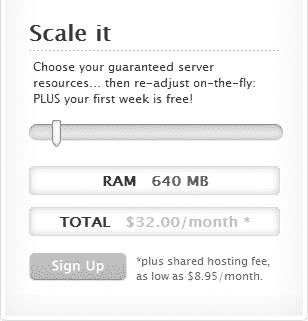 Scale it
Choose your guaranteed server
resources... then re-adjust on-the-fly:
PLUS your first week is free!
RAM 640 MB
TOTAL $32.00/month *
Sign Up
*plus shared hosting fee,
as low as $8.95/month.